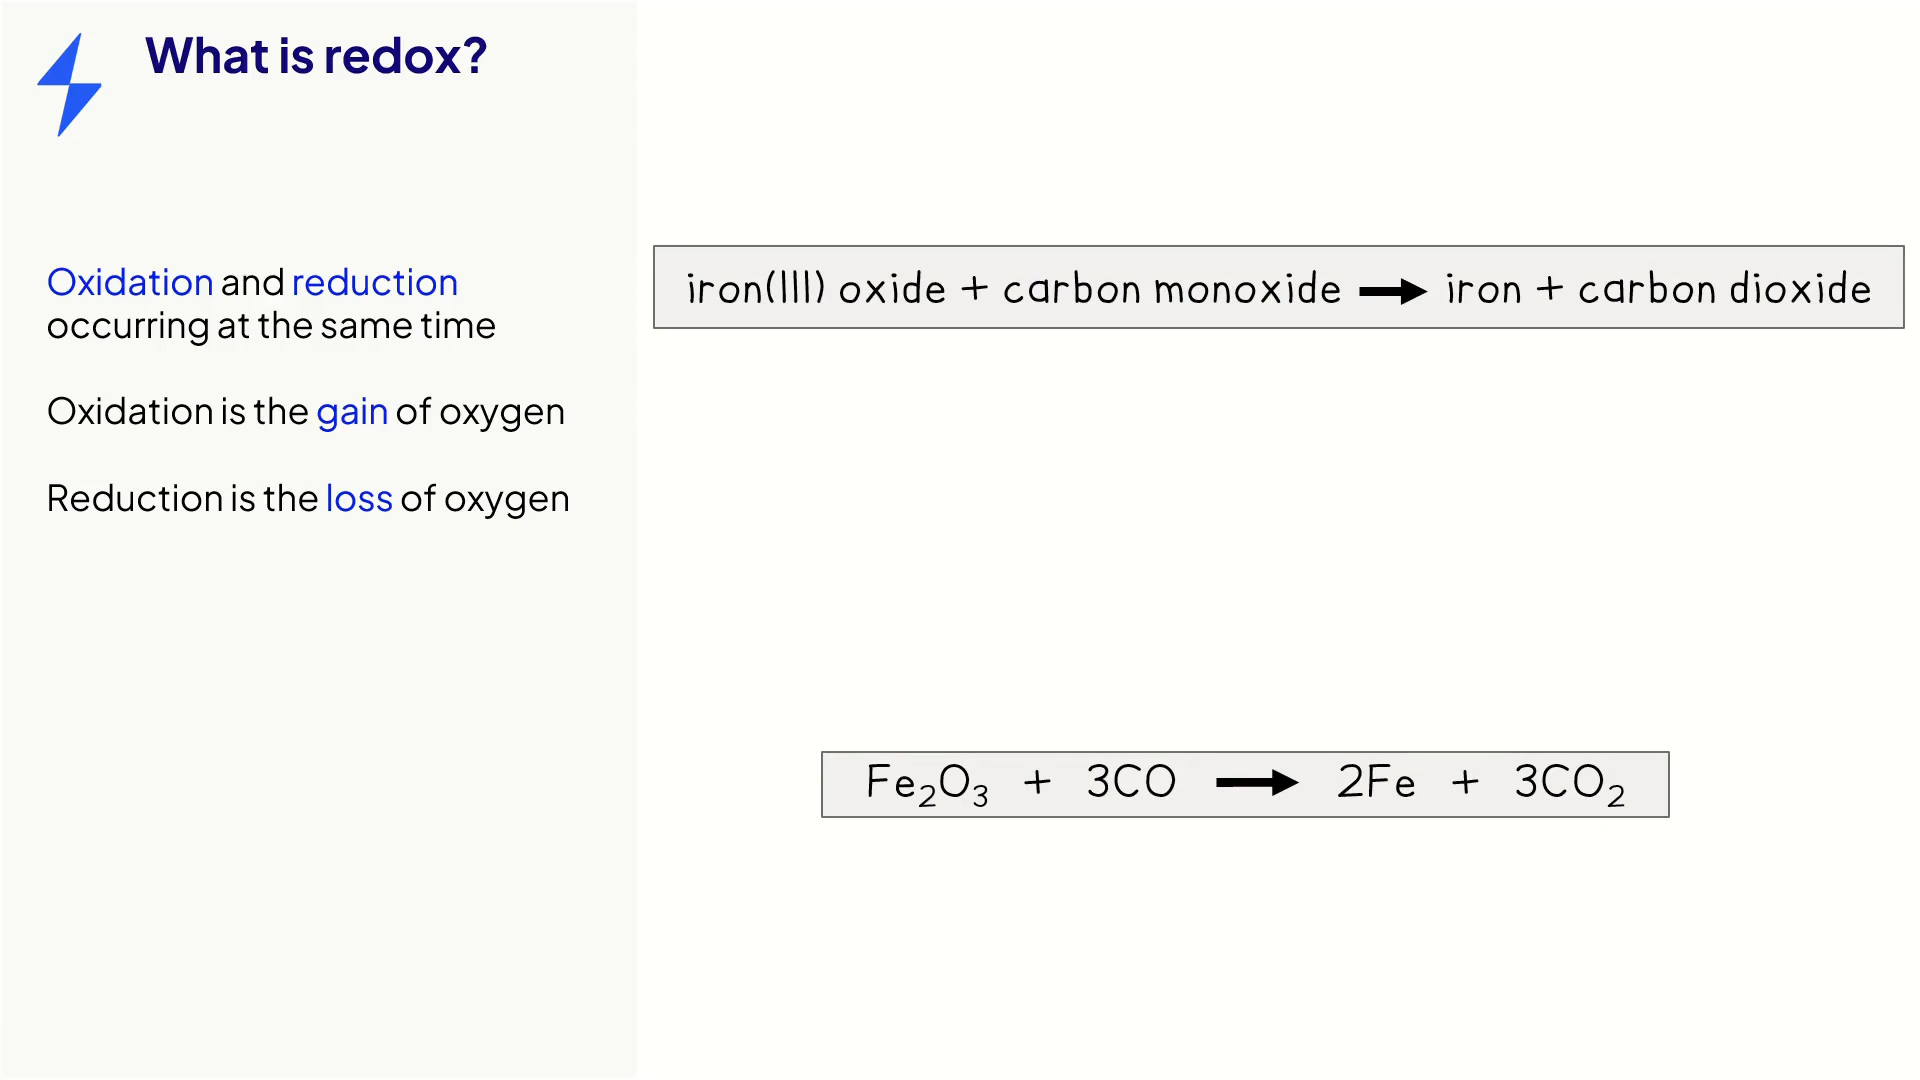 What is redox?
Oxidation and reduction
occurring at the same time
Oxidation is the gain of oxygen
Reduction is the loss of oxygen
iron(III) oxide + carbon monoxide ➡ iron + carbon dioxide
Fe₂O₃ + 3CO ➡ 2Fe + 3CO₂